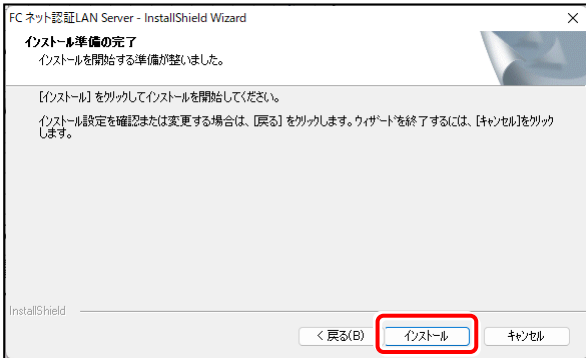 FC ネット認証LAN Server - InstallShield Wizard
インストール準備の完了
インストールを開始する準備が整いました。
[インストール] をクリックしてインストールを開始してください。
インストール設定を確認または変更する場合は、[戻る] をクリックします。ウィザードを終了するには、[キャンセル]をクリック
します。
InstallShield
< 戻る(B)
インストール
キャンセル